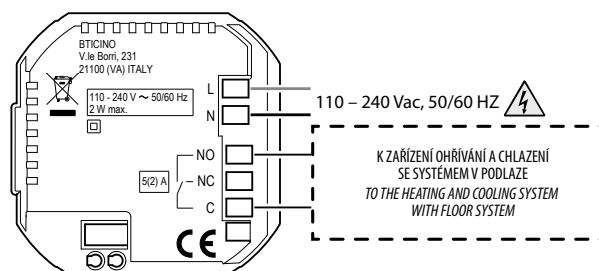 BTICINO
V.le Borri, 231
21100 (VA) ITALY
110 - 240 V ~ 50/60 Hz
2 W max.
L
N
110 – 240 Vac, 50/60 HZ
NO
5(2) A
NC
C
CE
K ZAŘÍZENÍ OHŘÍVÁNÍ A CHLAZENÍ
SE SYSTÉMEM V PODLAZE
TO THE HEATING AND COOLING SYSTEM
WITH FLOOR SYSTEM